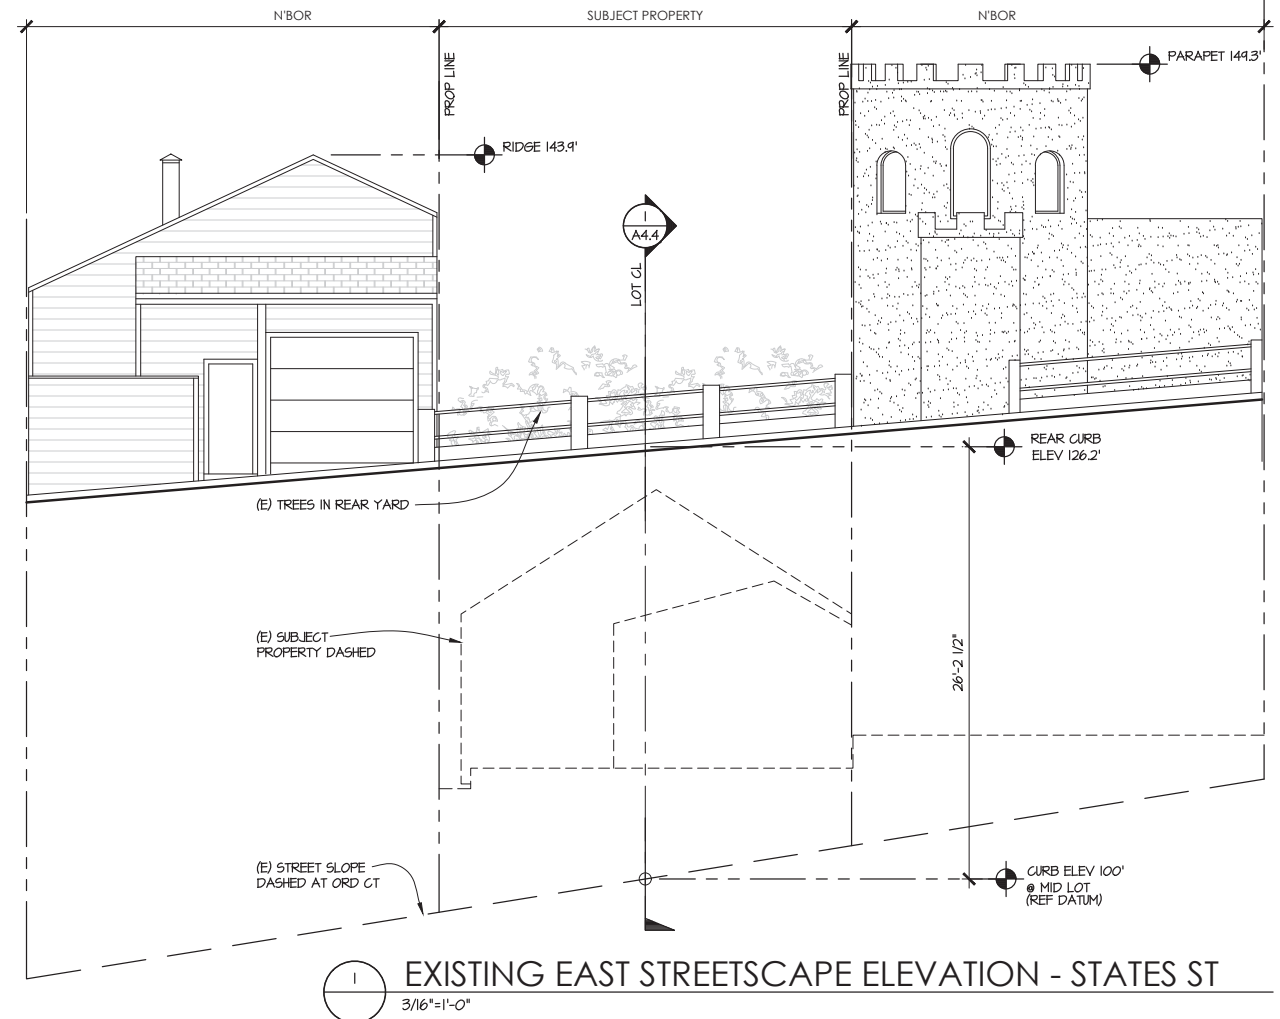 N'BOR
SUBJECT PROPERTY
N'BOR
PROP LINE
PROP LINE
PARAPET 149.3'
RIDGE 143.9'
1
A4.4
LOT CL
REAR CURB
ELEV 126.2'
(E) TREES IN REAR YARD
(E) SUBJECT
PROPERTY DASHED
26'-2 1/2"
(E) STREET SLOPE
DASHED AT ORD CT
CURB ELEV 100'
@ MID LOT
(REF DATUM)
1
EXISTING EAST STREETSCAPE ELEVATION - STATES ST
3/16"=1'-0"